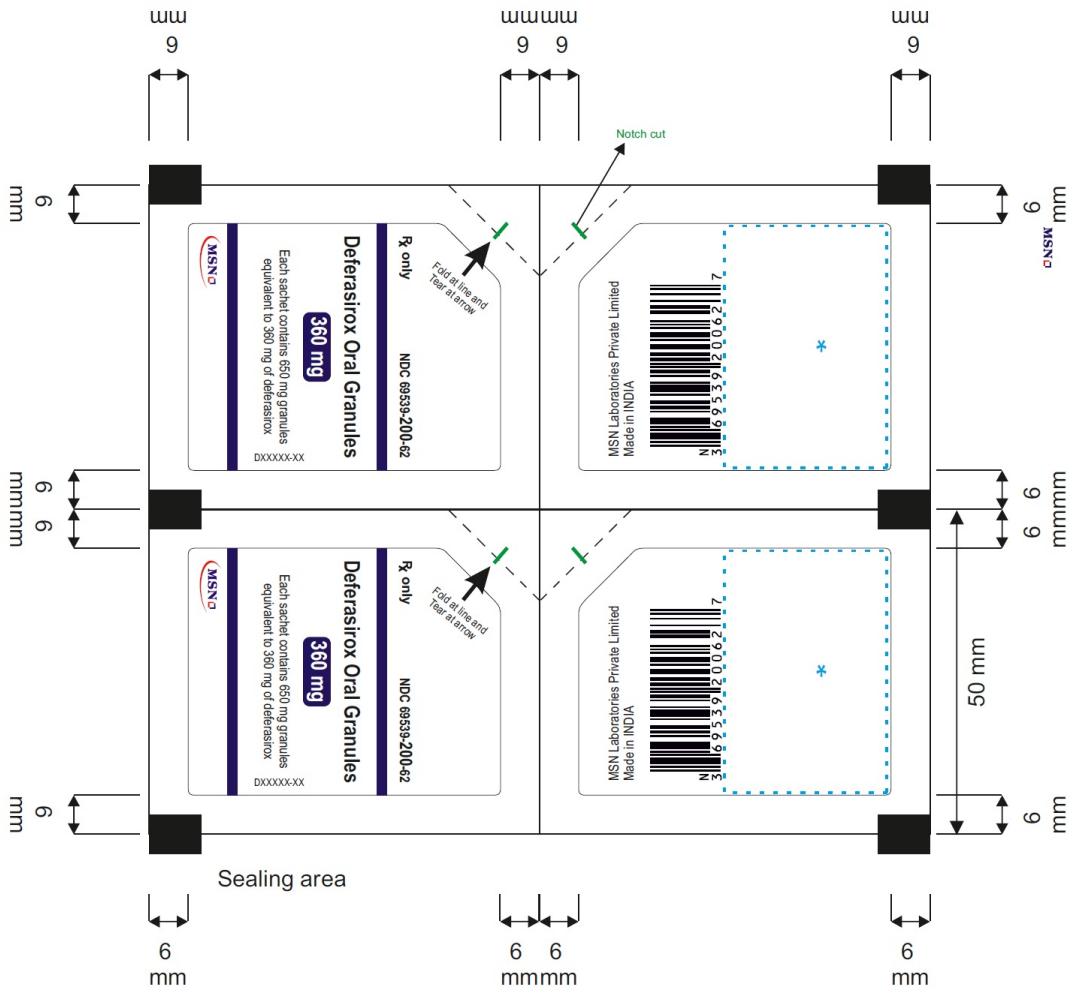 6 mm
6 mm
6 mm
6 mm
Notch cut
6 mm
6 mm
MSN
MSN
Rx only
NDC 69539-200-62
Deferasirox Oral Granules
360 mg
Each sachet contains 650 mg granules
equivalent to 360 mg of deferasirox
DXXXXX-XX
Fold at line and
Tear at arrow
MSN Laboratories Private Limited
Made in INDIA
N 3 69539 20062 7
*
6 mm
6 mm
6 mm
6 mm
MSN
Rx only
NDC 69539-200-62
Deferasirox Oral Granules
360 mg
Each sachet contains 650 mg granules
equivalent to 360 mg of deferasirox
DXXXXX-XX
Fold at line and
Tear at arrow
MSN Laboratories Private Limited
Made in INDIA
N 3 69539 20062 7
*
50 mm
6 mm
6 mm
Sealing area
6 mm
6 mm
6 mm
6 mm